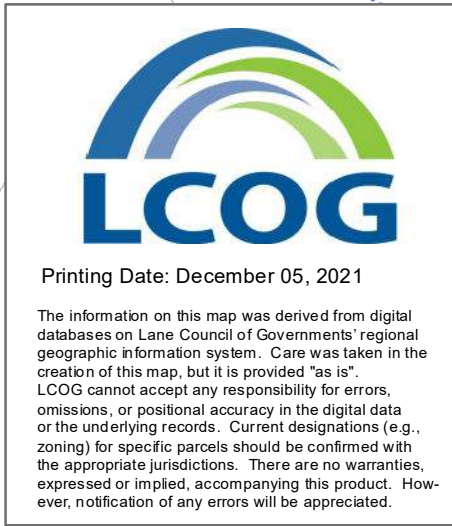 LCOG
Printing Date: December 05, 2021
The information on this map was derived from digital
databases on Lane Council of Governments' regional
geographic information system. Care was taken in the
creation of this map, but it is provided "as is".
LCOG cannot accept any responsibility for errors,
omissions, or positional accuracy in the digital data
or the underlying records. Current designations (e.g.,
zoning) for specific parcels should be confirmed with
the appropriate jurisdictions. There are no warranties,
expressed or implied, accompanying this product. How-
ever, notification of any errors will be appreciated.